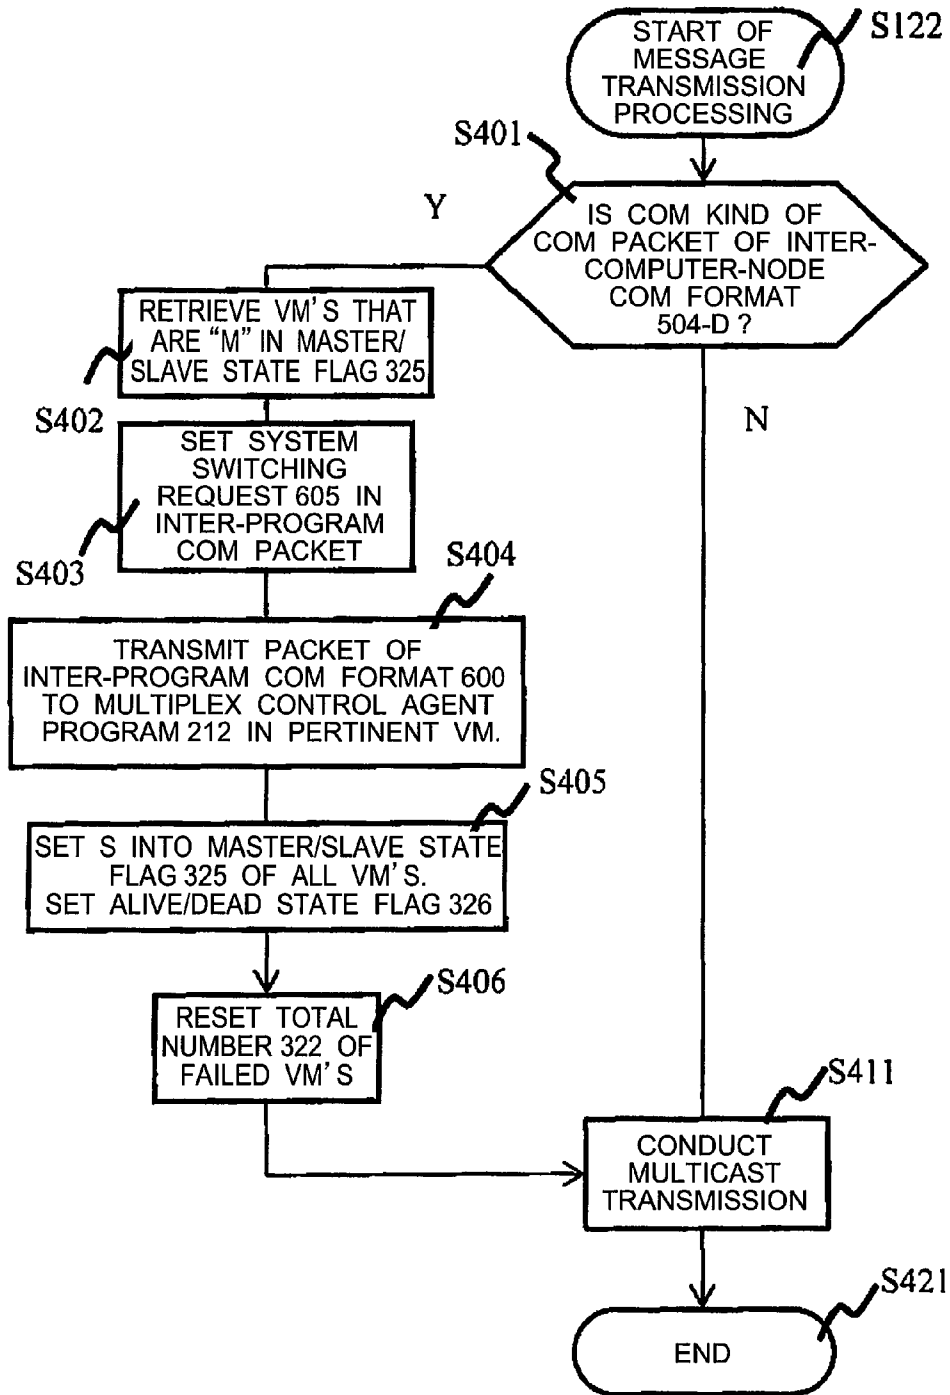 START OF
MESSAGE
TRANSMISSION
PROCESSING
S122
S401
IS COM KIND OF
COM PACKET OF INTER-
COMPUTER-NODE
COM FORMAT
504-D ?
Y
N
RETRIEVE VM'S THAT
ARE "M" IN MASTER/
SLAVE STATE FLAG 325
S402
SET SYSTEM
SWITCHING
REQUEST 605 IN
INTER-PROGRAM
COM PACKET
S403
S404
TRANSMIT PACKET OF
INTER-PROGRAM COM FORMAT 600
TO MULTIPLEX CONTROL AGENT
PROGRAM 212 IN PERTINENT VM.
S405
SET S INTO MASTER/SLAVE STATE
FLAG 325 OF ALL VM'S.
SET ALIVE/DEAD STATE FLAG 326
S406
RESET TOTAL
NUMBER 322 OF
FAILED VM'S
S411
CONDUCT
MULTICAST
TRANSMISSION
S421
END